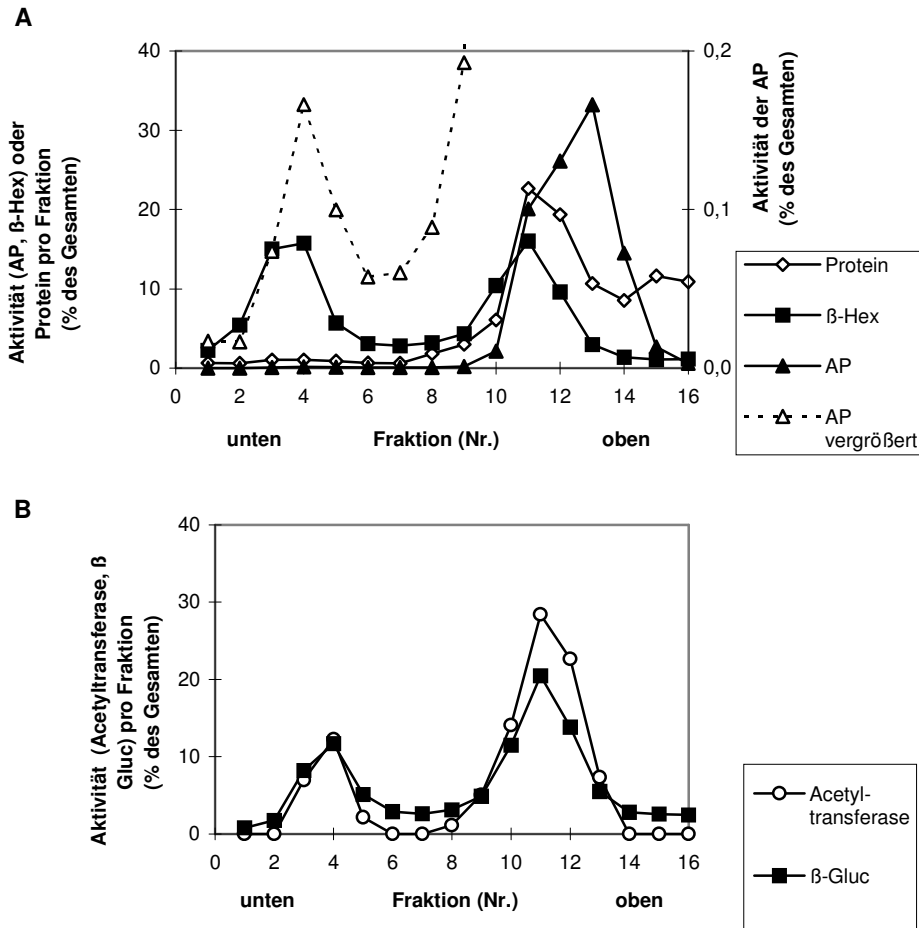 A
Aktivität (AP, ß-Hex) oder
Protein pro Fraktion
(% des Gesamten)
40
30
20
10
0
0,2
0,1
0,0
Aktivität der AP
(% des Gesamten)
0 2 4 6 8 10 12 14 16
unten Fraktion (Nr.) oben
Protein
ß-Hex
AP
AP
vergrößert
B
Aktivität (Acetyltransferase, ß
Gluc) pro Fraktion
(% des Gesamten)
40
30
20
10
0
0 2 4 6 8 10 12 14 16
unten Fraktion (Nr.) oben
Acetyl-
transferase
ß-Gluc